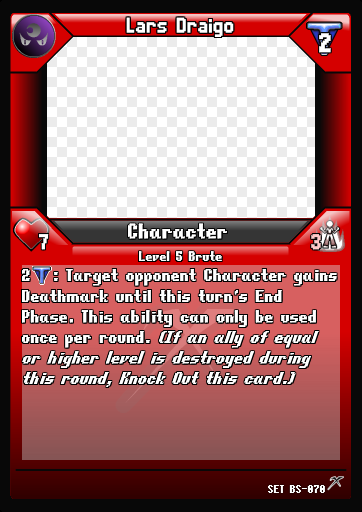 Lars Draigo
2
Character
7
3
Level 5 Brute
2 : Target opponent Character gains
Deathmark until this turn's End
Phase. This ability can only be used
once per round. (If an ally of equal
or higher level is destroyed during
this round, Knock Out this card.)
SET BS-070